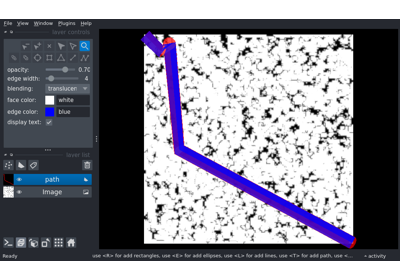 File View Window Plugins Help
layer controls
opacity: 0.70
edge width: 4
blending: translucen
face color: white
edge color: blue
display text:
layer list
path
Image
Ready use <R> for add rectangles, use <E> for add ellipses, use <L> for add lines, use <T> for add path, use <... activity